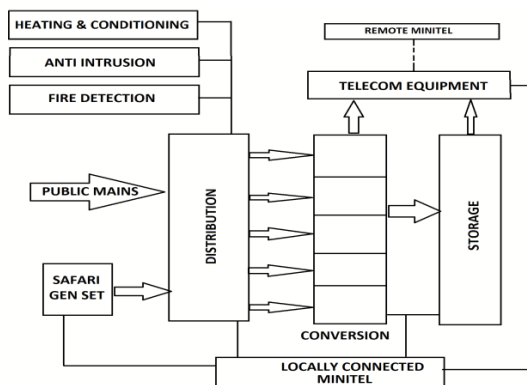 HEATING & CONDITIONING
REMOTE MINITEL
ANTI INTRUSION
TELECOM EQUIPMENT
FIRE DETECTION
PUBLIC MAINS
DISTRIBUTION
STORAGE
SAFARI
GEN SET
CONVERSION
LOCALLY CONNECTED
MINITEL